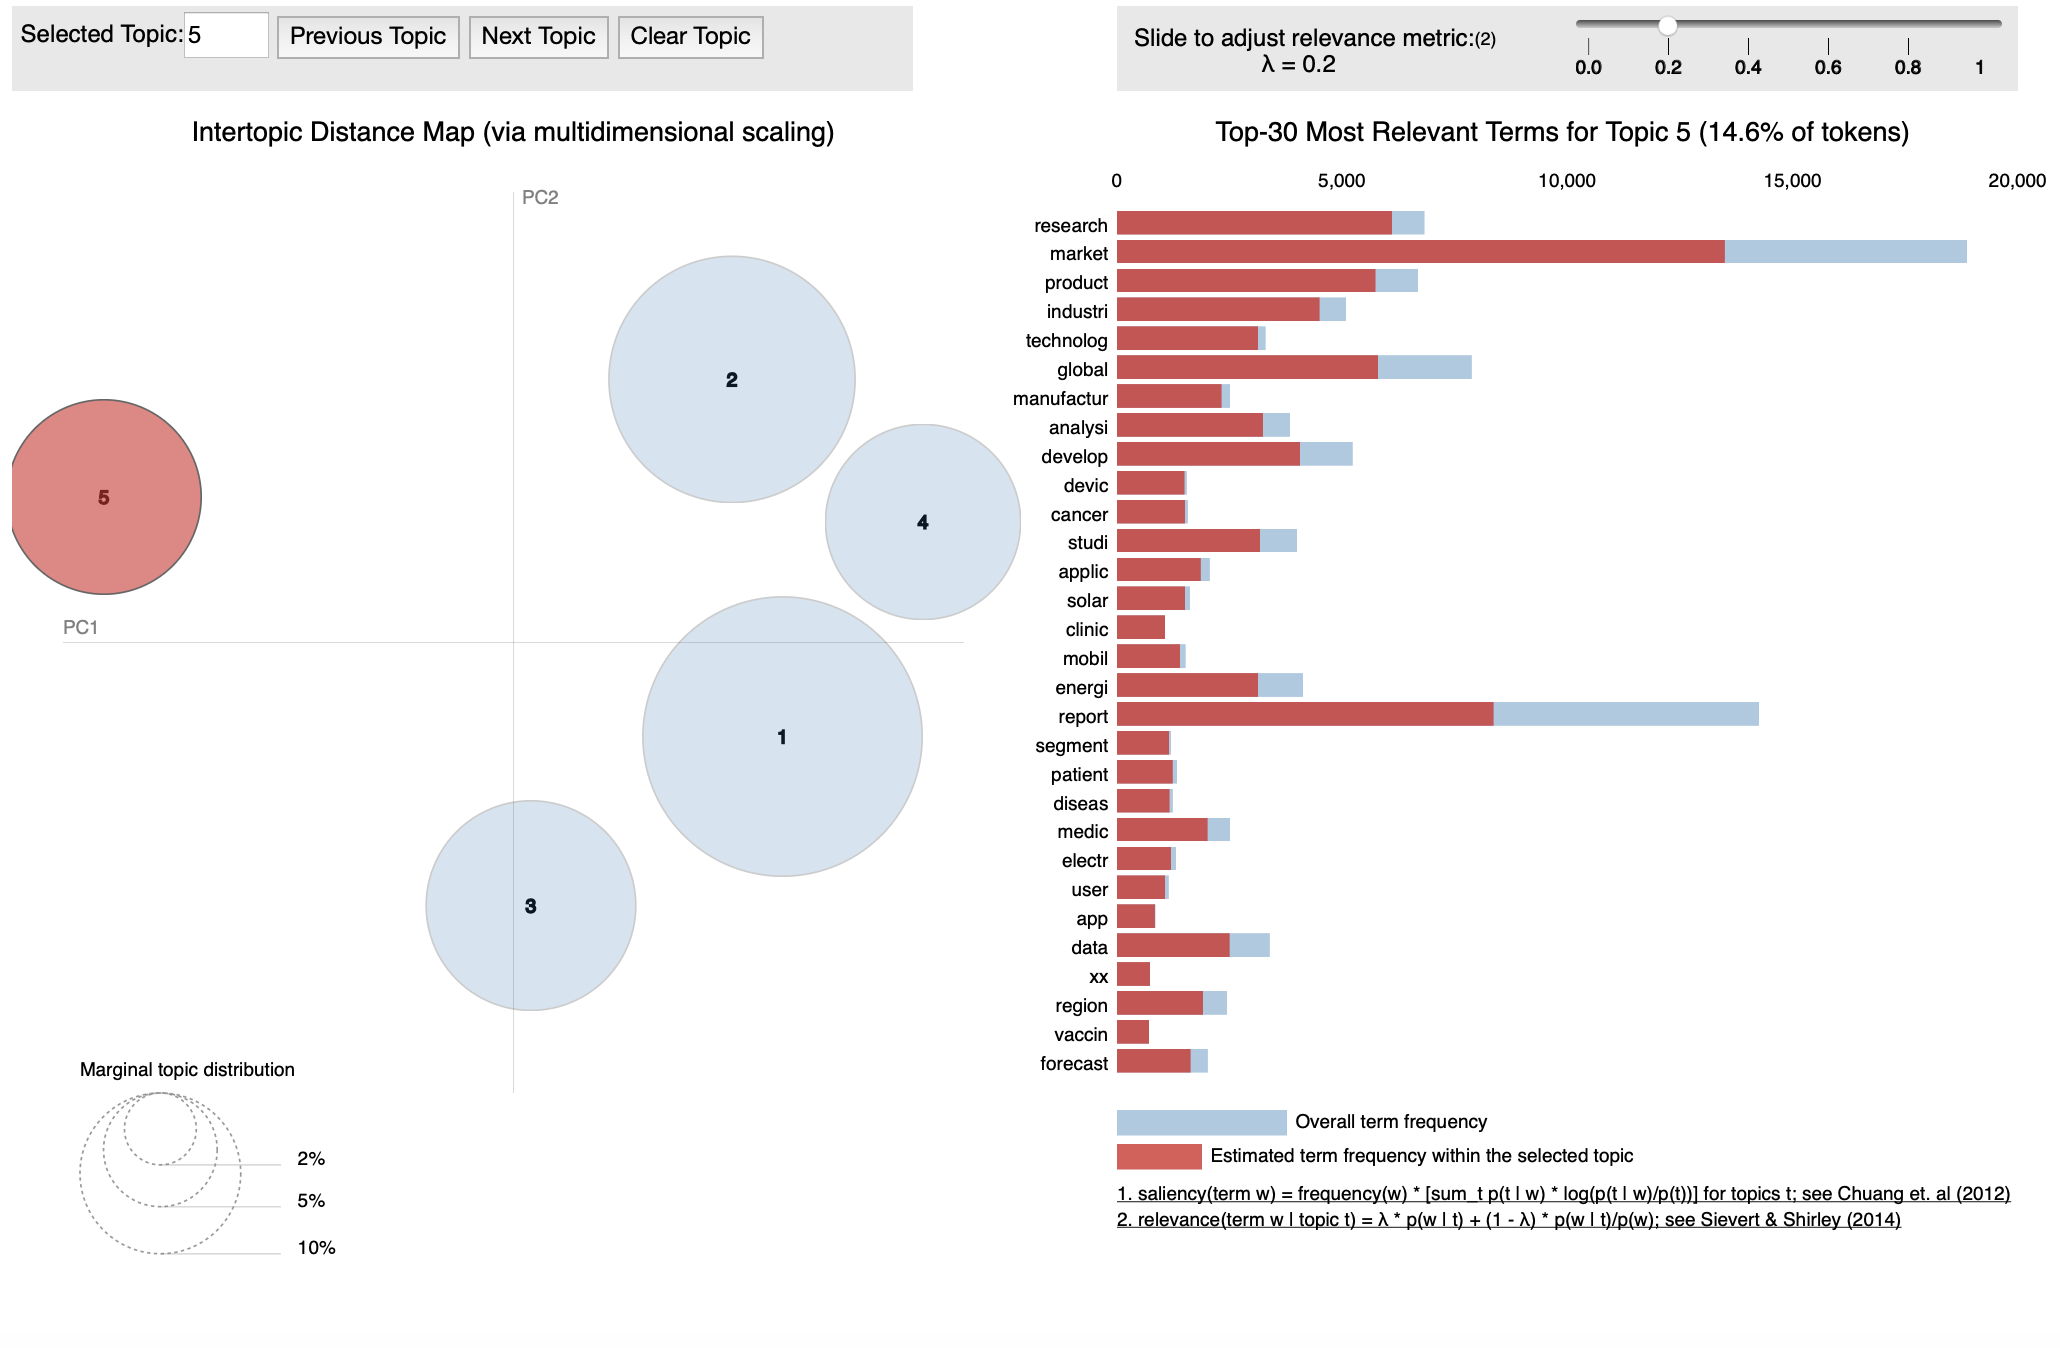 Selected Topic: 5 Previous Topic Next Topic Clear Topic
Slide to adjust relevance metric:(2)
λ = 0.2
0.0 0.2 0.4 0.6 0.8 1
Intertopic Distance Map (via multidimensional scaling)
PC2
2
5
4
PC1
1
3
Marginal topic distribution
2%
5%
10%
Top-30 Most Relevant Terms for Topic 5 (14.6% of tokens)
0 5,000 10,000 15,000 20,000
research
market
product
industri
technolog
global
manufactur
analysi
develop
devic
cancer
studi
applic
solar
clinic
mobil
energi
report
segment
patient
diseas
medic
electr
user
app
data
xx
region
vaccin
forecast
Overall term frequency
Estimated term frequency within the selected topic
1. saliency(term w) = frequency(w) * [sum_t p(t | w) * log(p(t | w)/p(t))] for topics t; see Chuang et. al (2012)
2. relevance(term w | topic t) = λ * p(w | t) + (1 - λ) * p(w | t)/p(w); see Sievert & Shirley (2014)